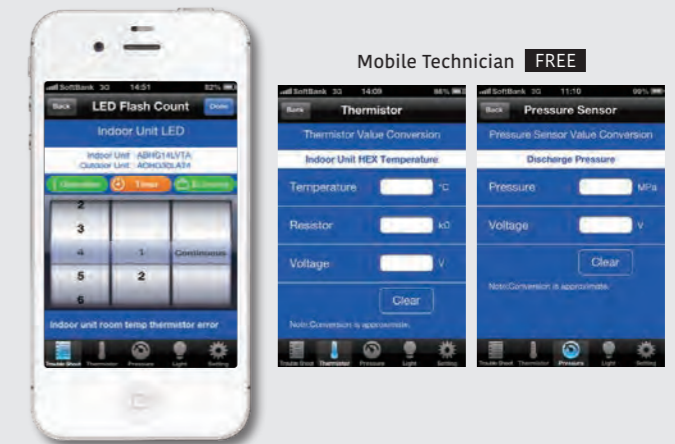 Mobile Technician FREE
SoftBank 3G 14:51 82%
Back LED Flash Count Done
Indoor Unit LED
Indoor Unit :
Outdoor Unit :
Operation Timer Economy
2
3
4 1 Continuous
5 2
6
Indoor unit room temp thermistor error
Trouble Shoot Thermistor Pressure Light Setting
SoftBank 3G 14:09
Back Thermistor
Thermistor Value Conversion
Indoor Unit HEX Temperature
Temperature °C
Resistor kΩ
Voltage V
Clear
Note:Conversion is approximate.
Trouble Shoot Thermistor Pressure Light Setting
SoftBank 3G 11:10 99%
Back Pressure Sensor
Pressure Sensor Value Conversion
Discharge Pressure
Pressure MPa
Voltage V
Clear
Note:Conversion is approximate.
Trouble Shoot Thermistor Pressure Light Setting